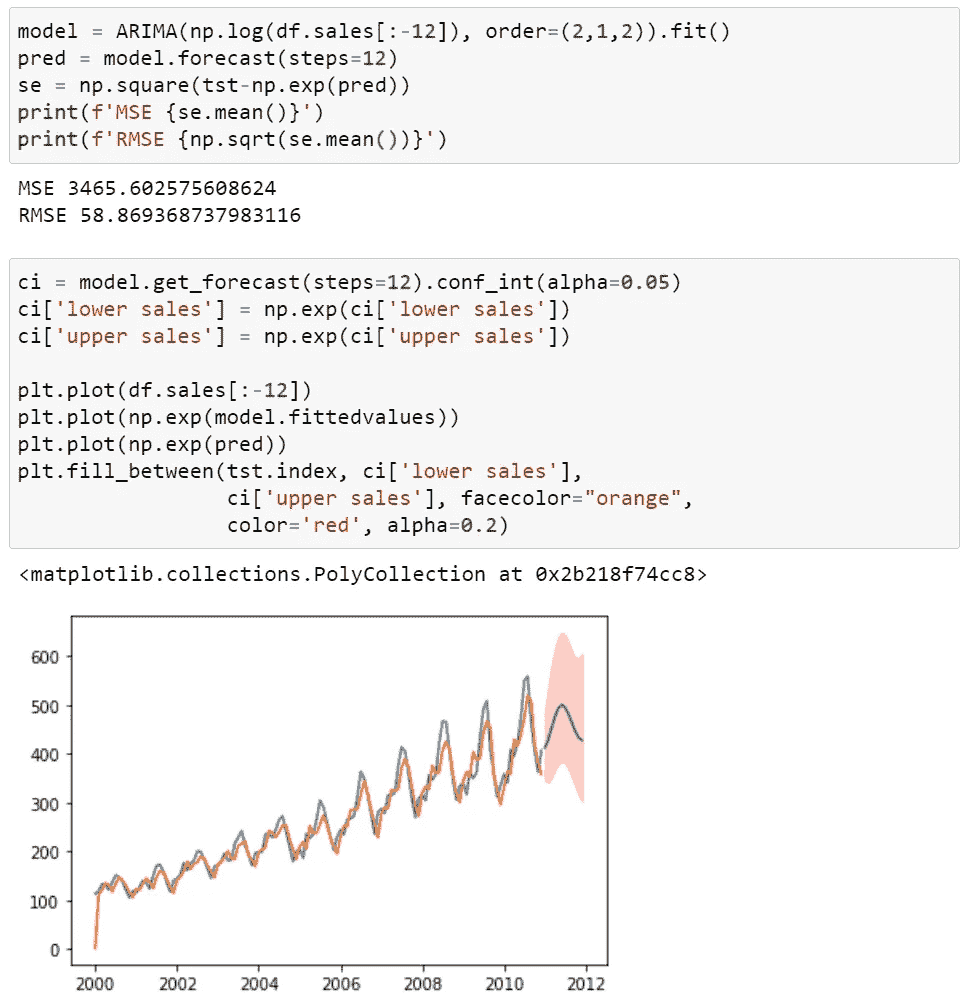 model = ARIMA(np.log(df.sales[:-12]), order=(2,1,2)).fit()
pred = model.forecast(steps=12)
se = np.square(tst-np.exp(pred))
print(f'MSE {se.mean()}')
print(f'RMSE {np.sqrt(se.mean())}')
MSE 3465.602575608624
RMSE 58.869368737983116
ci = model.get_forecast(steps=12).conf_int(alpha=0.05)
ci['lower sales'] = np.exp(ci['lower sales'])
ci['upper sales'] = np.exp(ci['upper sales'])
plt.plot(df.sales[:-12])
plt.plot(np.exp(model.fittedvalues))
plt.plot(np.exp(pred))
plt.fill_between(tst.index, ci['lower sales'],
ci['upper sales'], facecolor="orange",
color='red', alpha=0.2)
<matplotlib.collections.PolyCollection at 0x2b218f74cc8>
600
500
400
300
200
100
0
2000 2002 2004 2006 2008 2010 2012